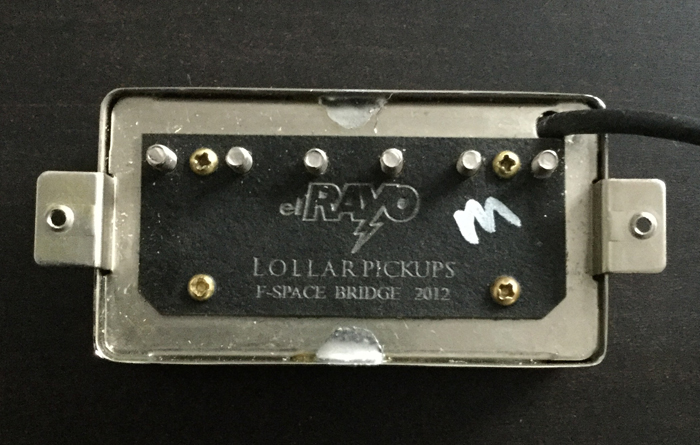 el RAYO
M
LOLLAR PICKUPS
F-SPACE BRIDGE 2012